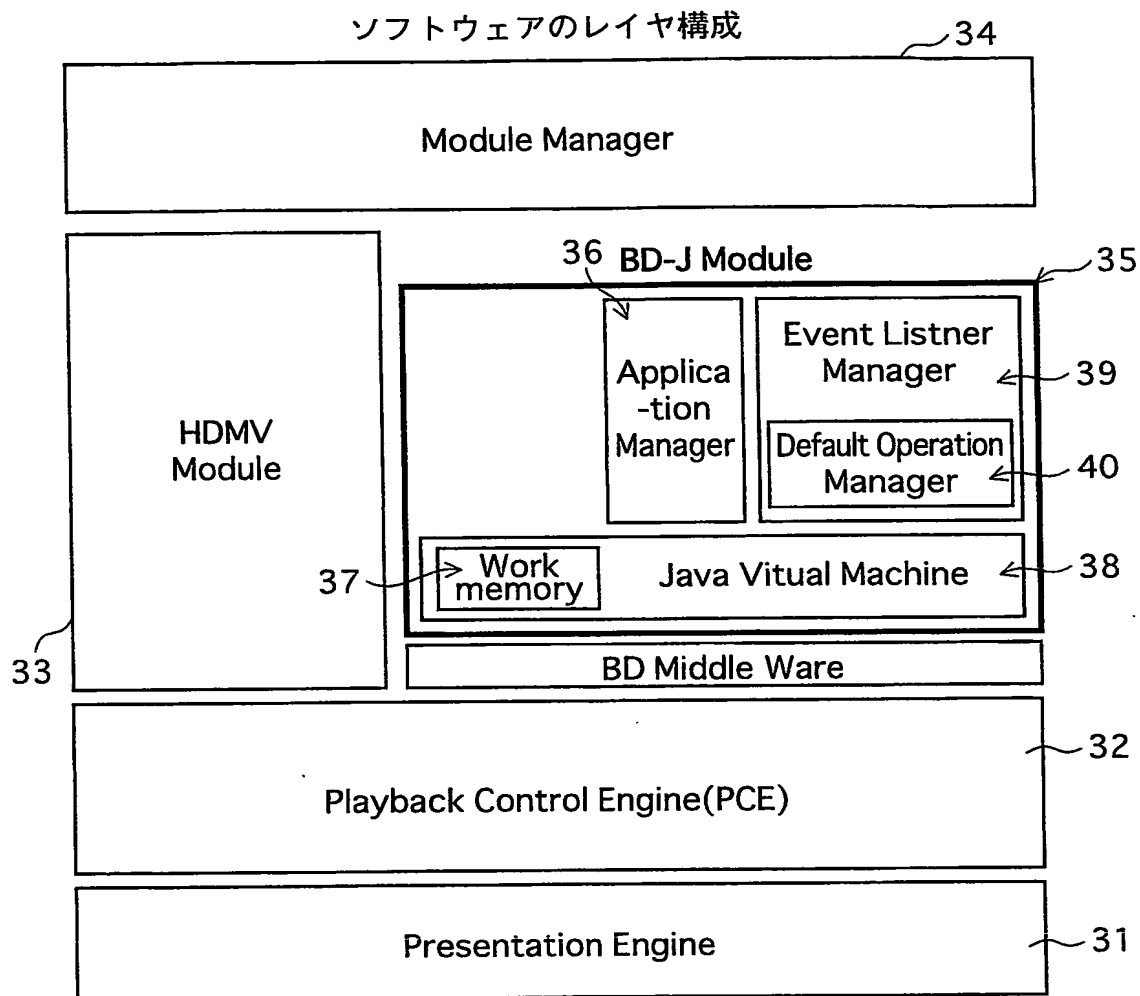 ソフトウェアのレイヤ構成
34
Module Manager
36
BD-J Module
35
HDMV
Module
Applica
-tion
Manager
Event Listner
Manager
39
Default Operation
Manager
40
37
Work
memory
Java Vitual Machine
38
33
BD Middle Ware
32
Playback Control Engine(PCE)
Presentation Engine
31